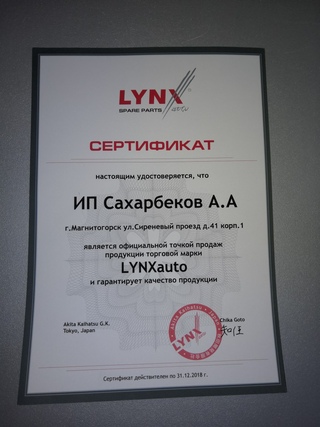 LYNX
SPARE PARTS auto
СЕРТИФИКАТ
настоящим удостоверяется, что
ИП Сахарбеков А.А
г.Магнитогорск ул.Сиреневый проезд д.41 корп.1
является официальной точкой продаж
продукции торговой марки
LYNXauto
и гарантирует качество продукции
Akita Kaihatsu G.K.
Tokyo, Japan
Chika Goto
LYNX
Сертификат действителен по 31.12.2018 г.